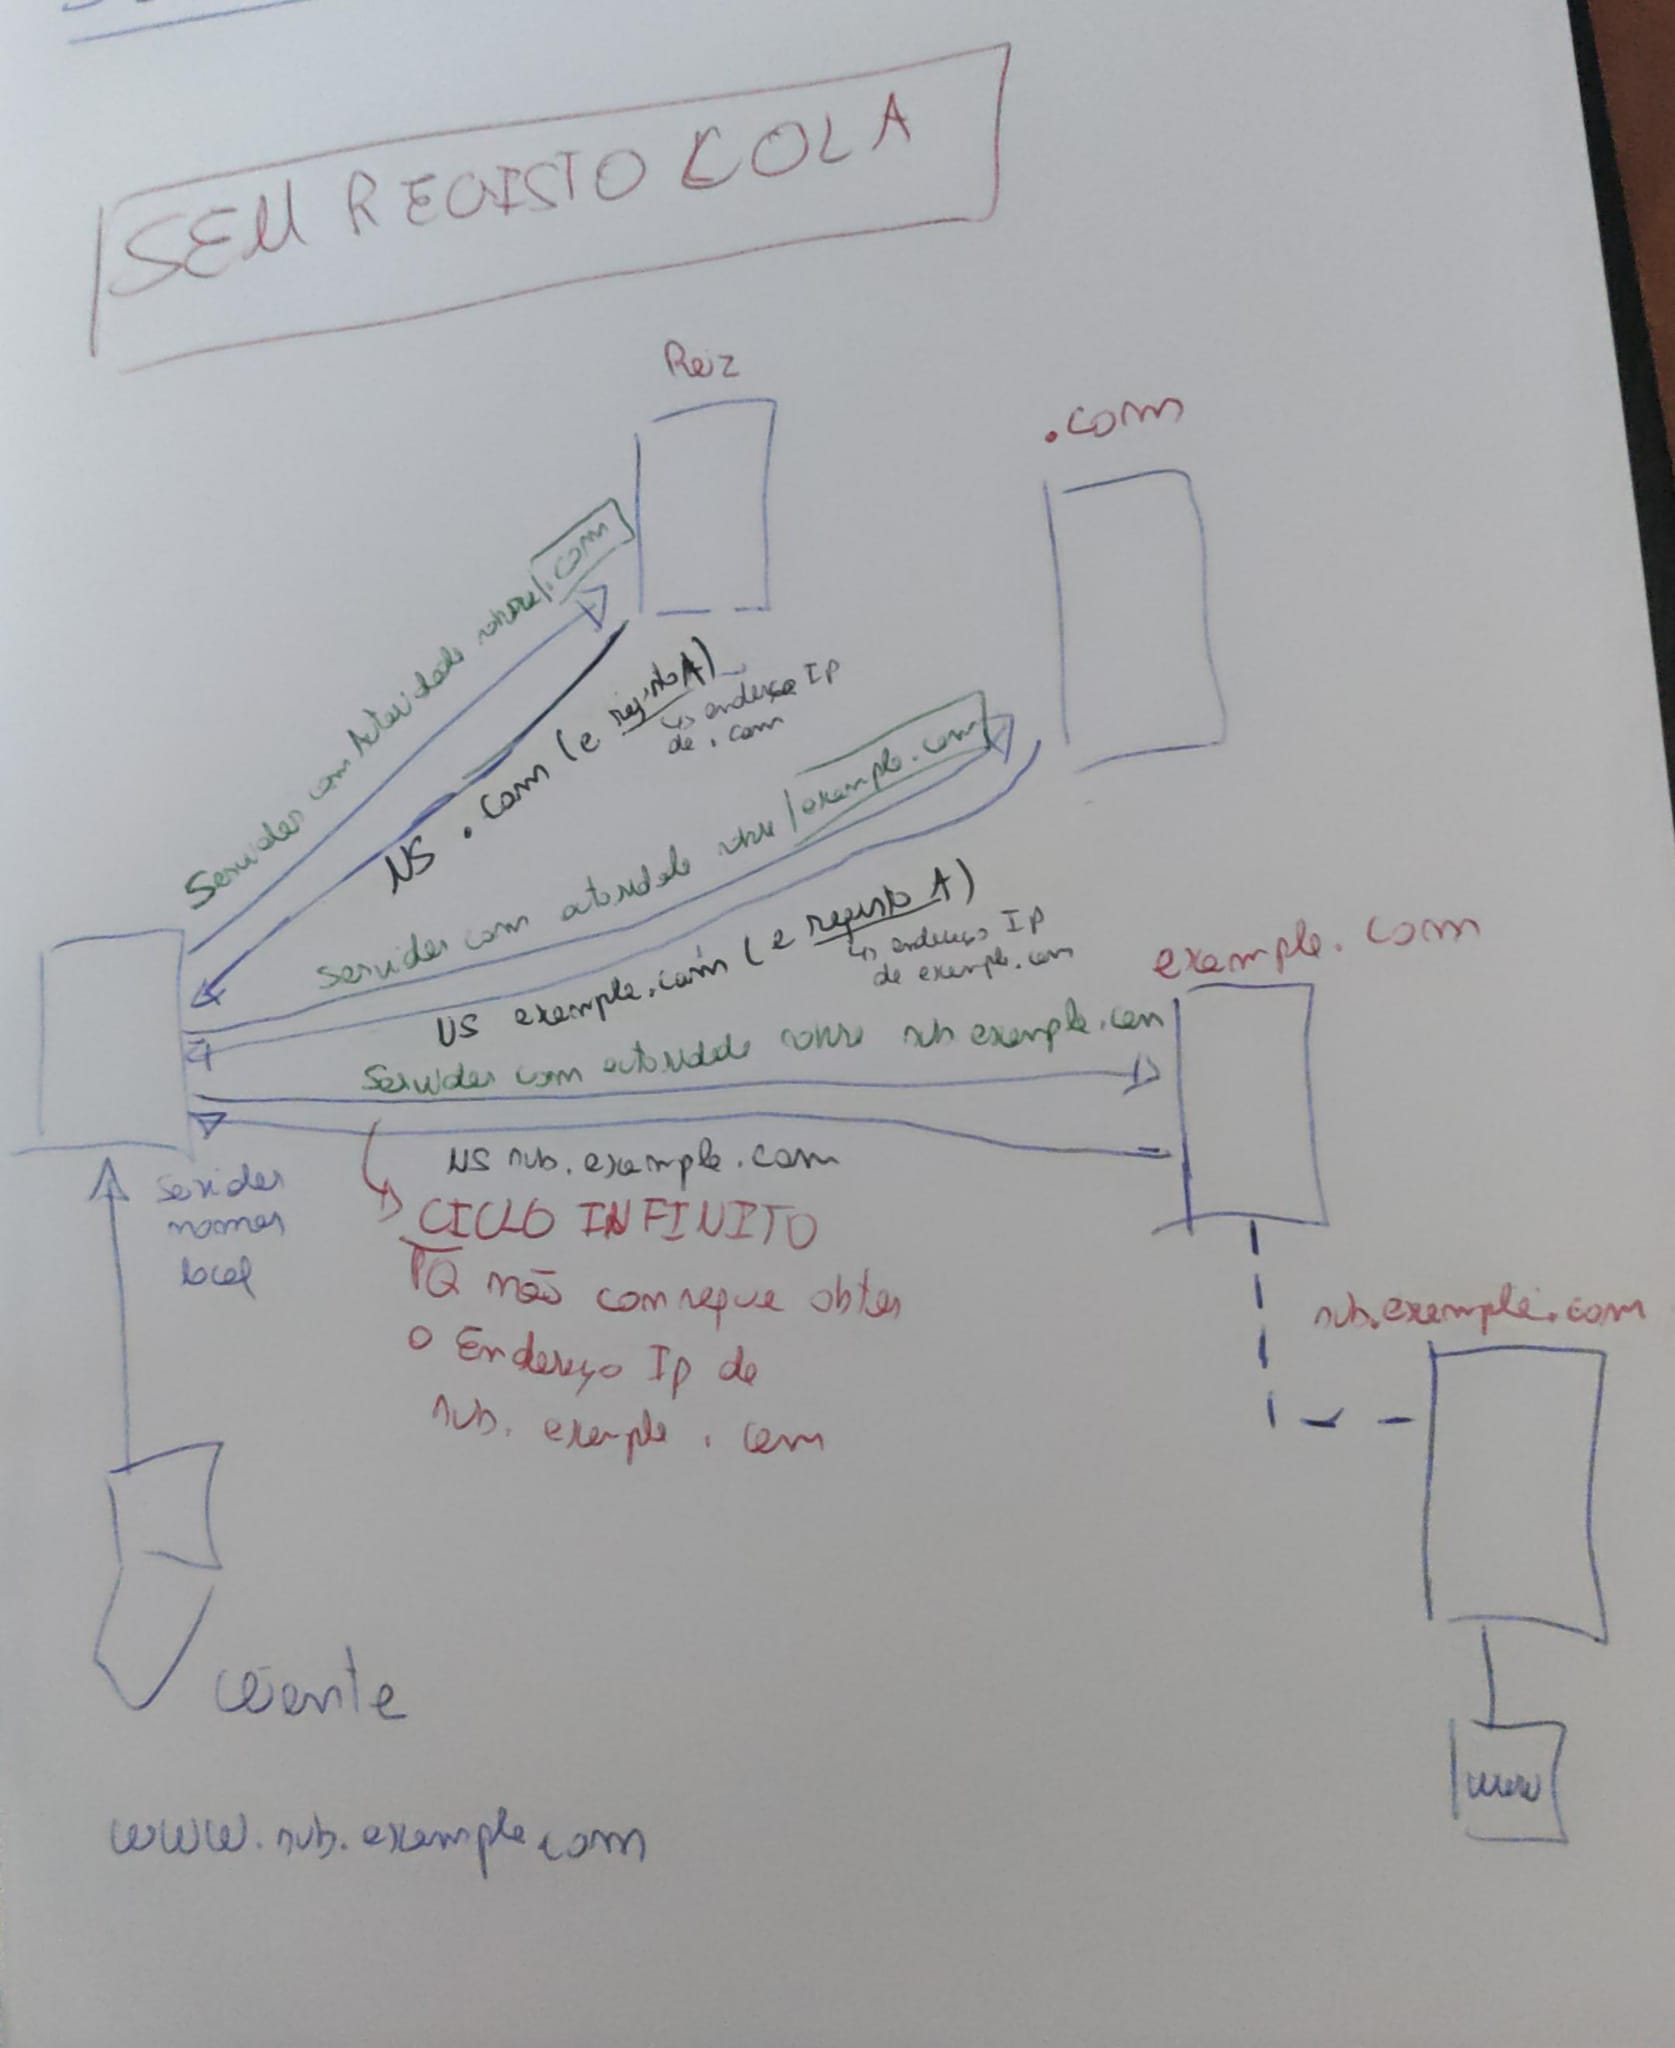 SEM REGISTO COLA
Raiz
.com
Servidor com Autoridade sobre .com
NS .com (e registo A)
↳ endereço IP
de .com
Servidor com autoridade sobre example.com
NS example.com (e registo A)
↳ endereço IP
de example.com
example.com
Servidor com autoridade sobre sub example.com
NS sub.example.com
Servidor
nomes
local
CICLO INFINITO
PQ não consegue obter
o Endereço Ip de
sub.example.com
sub.example.com
www
cliente
www.sub.example.com